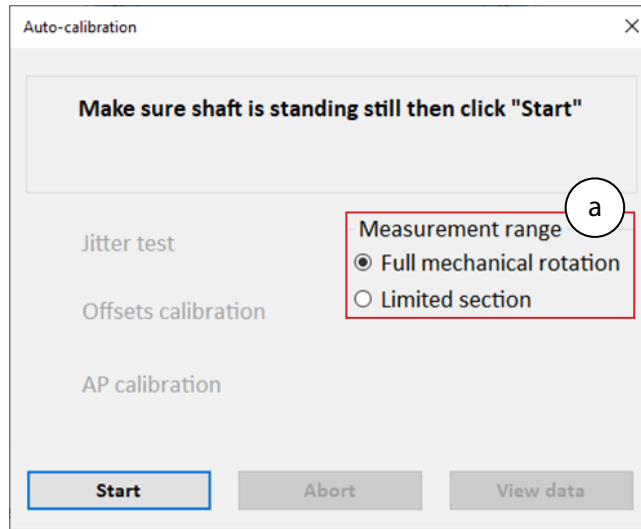 Auto-calibration
Make sure shaft is standing still then click "Start"
a
Measurement range
Jitter test
Full mechanical rotation
Limited section
Offsets calibration
AP calibration
Start
Abort
View data